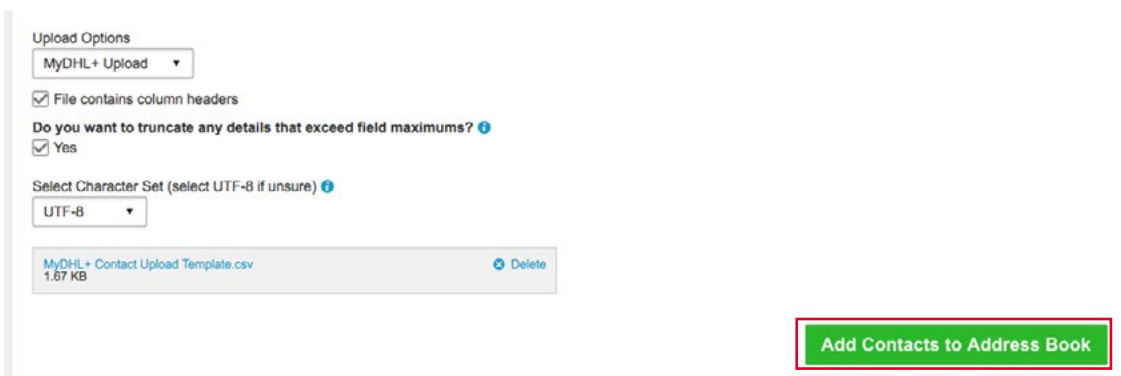 Upload Options
MyDHL+ Upload
File contains column headers
Do you want to truncate any details that exceed field maximums?
Yes
Select Character Set (select UTF-8 if unsure)
UTF-8
MyDHL+ Contact Upload Template.csv Delete
1.67 KB
Add Contacts to Address Book